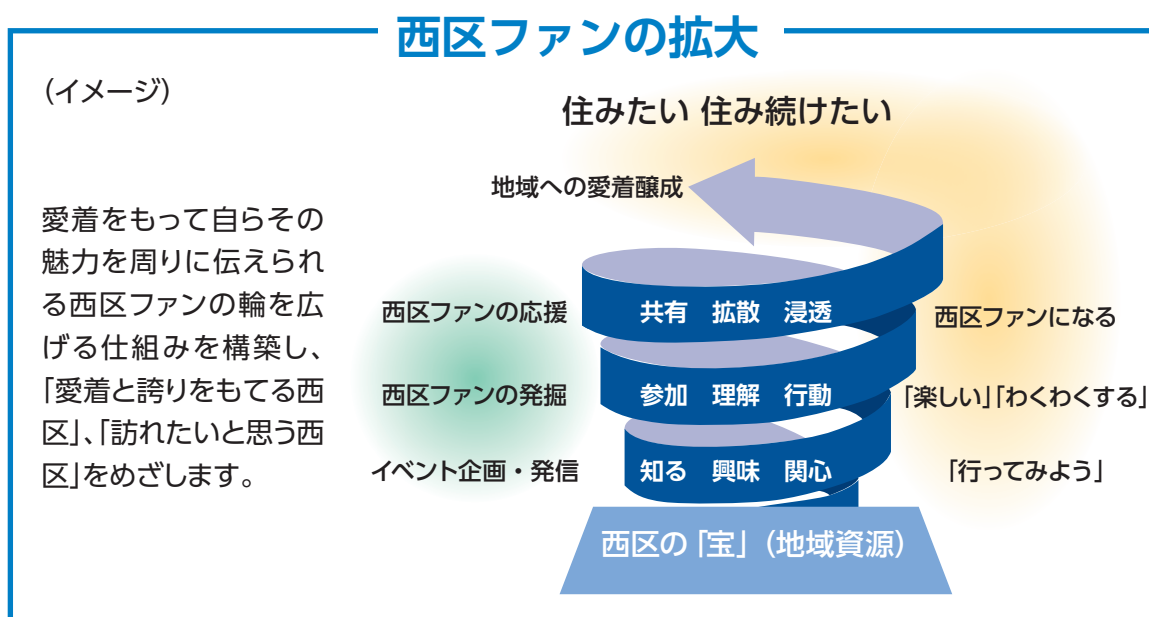 西区ファンの拡大
（イメージ）
愛着をもって自らその
魅力を周りに伝えられ
る西区ファンの輪を広
げる仕組みを構築し、
「愛着と誇りをもてる西
区」、「訪れたいと思う西
区」をめざします。
住みたい 住み続けたい
地域への愛着醸成
西区ファンの応援
共有 拡散 浸透
西区ファンになる
西区ファンの発掘
参加 理解 行動
「楽しい」「わくわくする」
イベント企画・発信
知る 興味 関心
「行ってみよう」
西区の「宝」（地域資源）